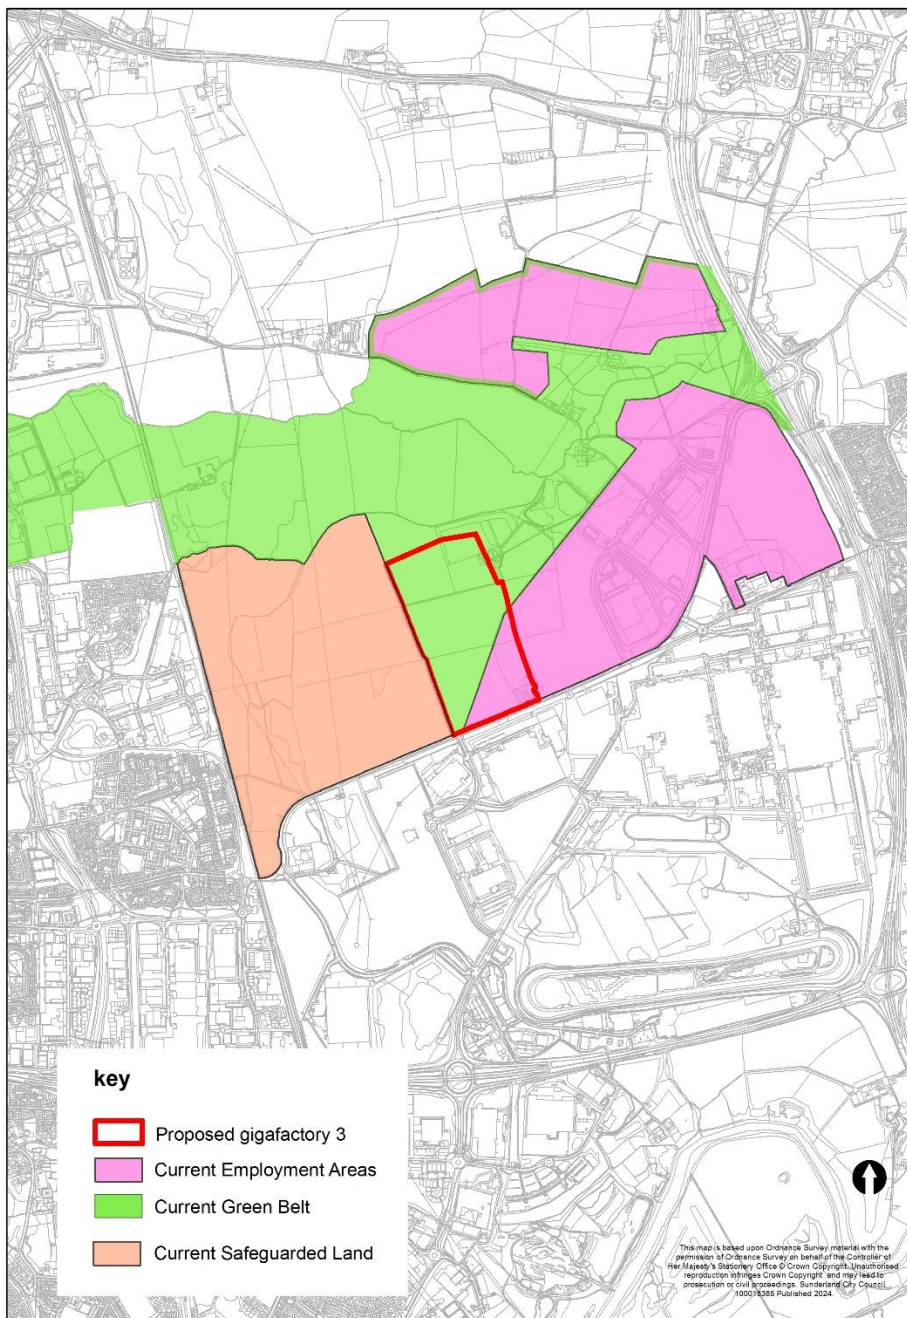 key
Proposed gigafactory 3
Current Employment Areas
Current Green Belt
Current Safeguarded Land
This map is based upon Ordnance Survey material with the
permission of Ordnance Survey on behalf of the Controller of
Her Majesty's Stationery Office © Crown Copyright. Unauthorised
reproduction infringes Crown Copyright and may lead to
prosecution or civil proceedings. Sunderland City Council
100018385 Published 2024.